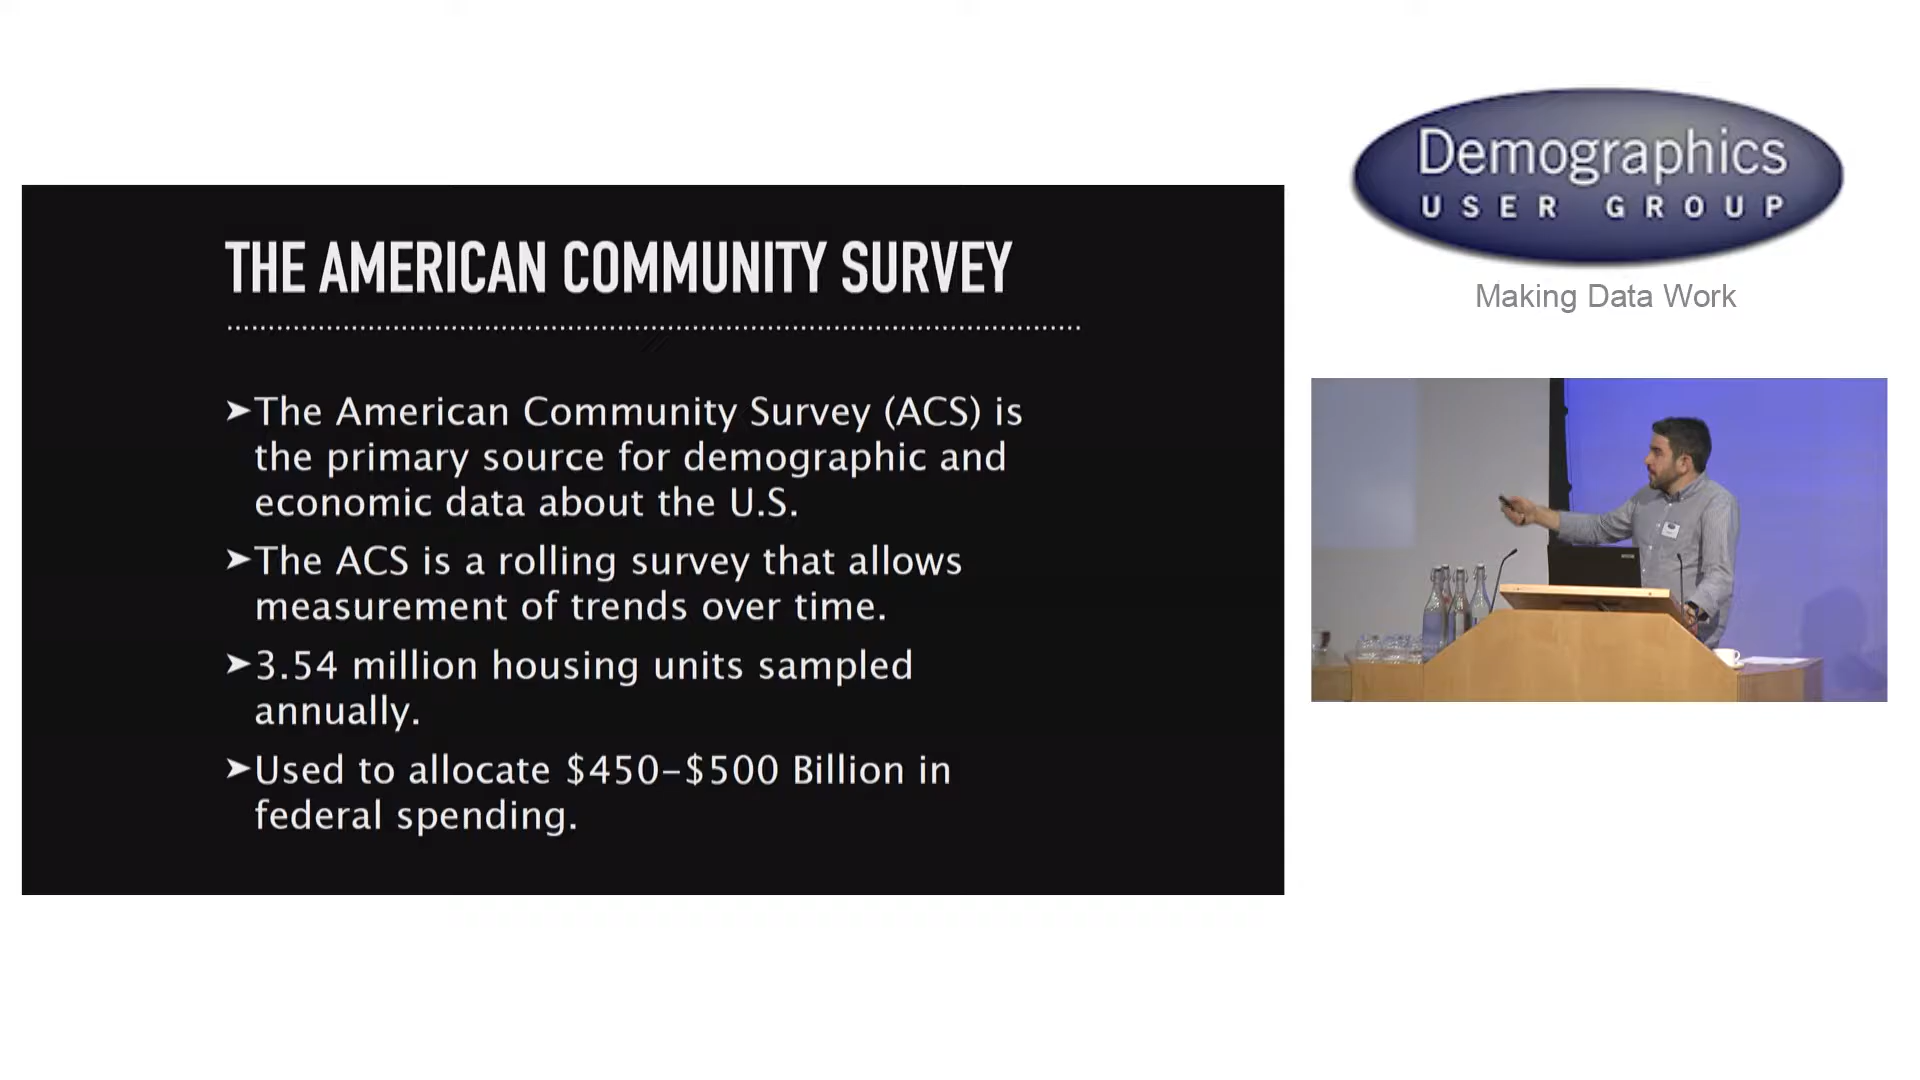 THE AMERICAN COMMUNITY SURVEY
➤The American Community Survey (ACS) is
the primary source for demographic and
economic data about the U.S.
➤The ACS is a rolling survey that allows
measurement of trends over time.
➤3.54 million housing units sampled
annually.
➤Used to allocate $450–$500 Billion in
federal spending.
Demographics
USER GROUP
Making Data Work